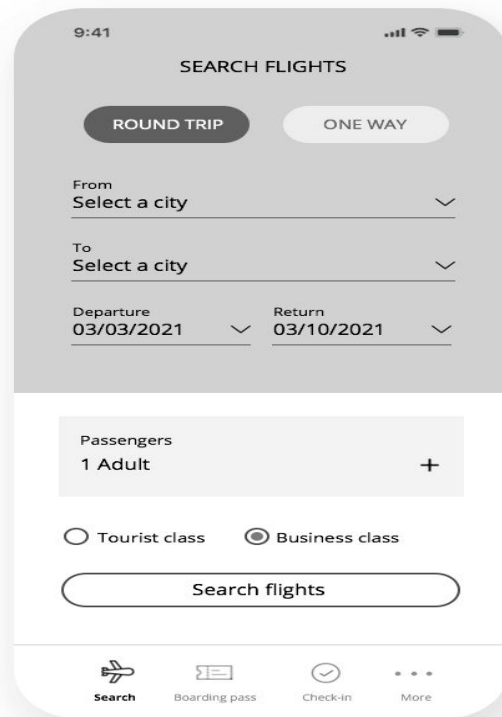 9:41
SEARCH FLIGHTS
ROUND TRIP ONE WAY
From
Select a city
To
Select a city
Departure Return
03/03/2021 03/10/2021
Passengers
1 Adult +
Tourist class Business class
Search flights
Search Boarding pass Check-in More